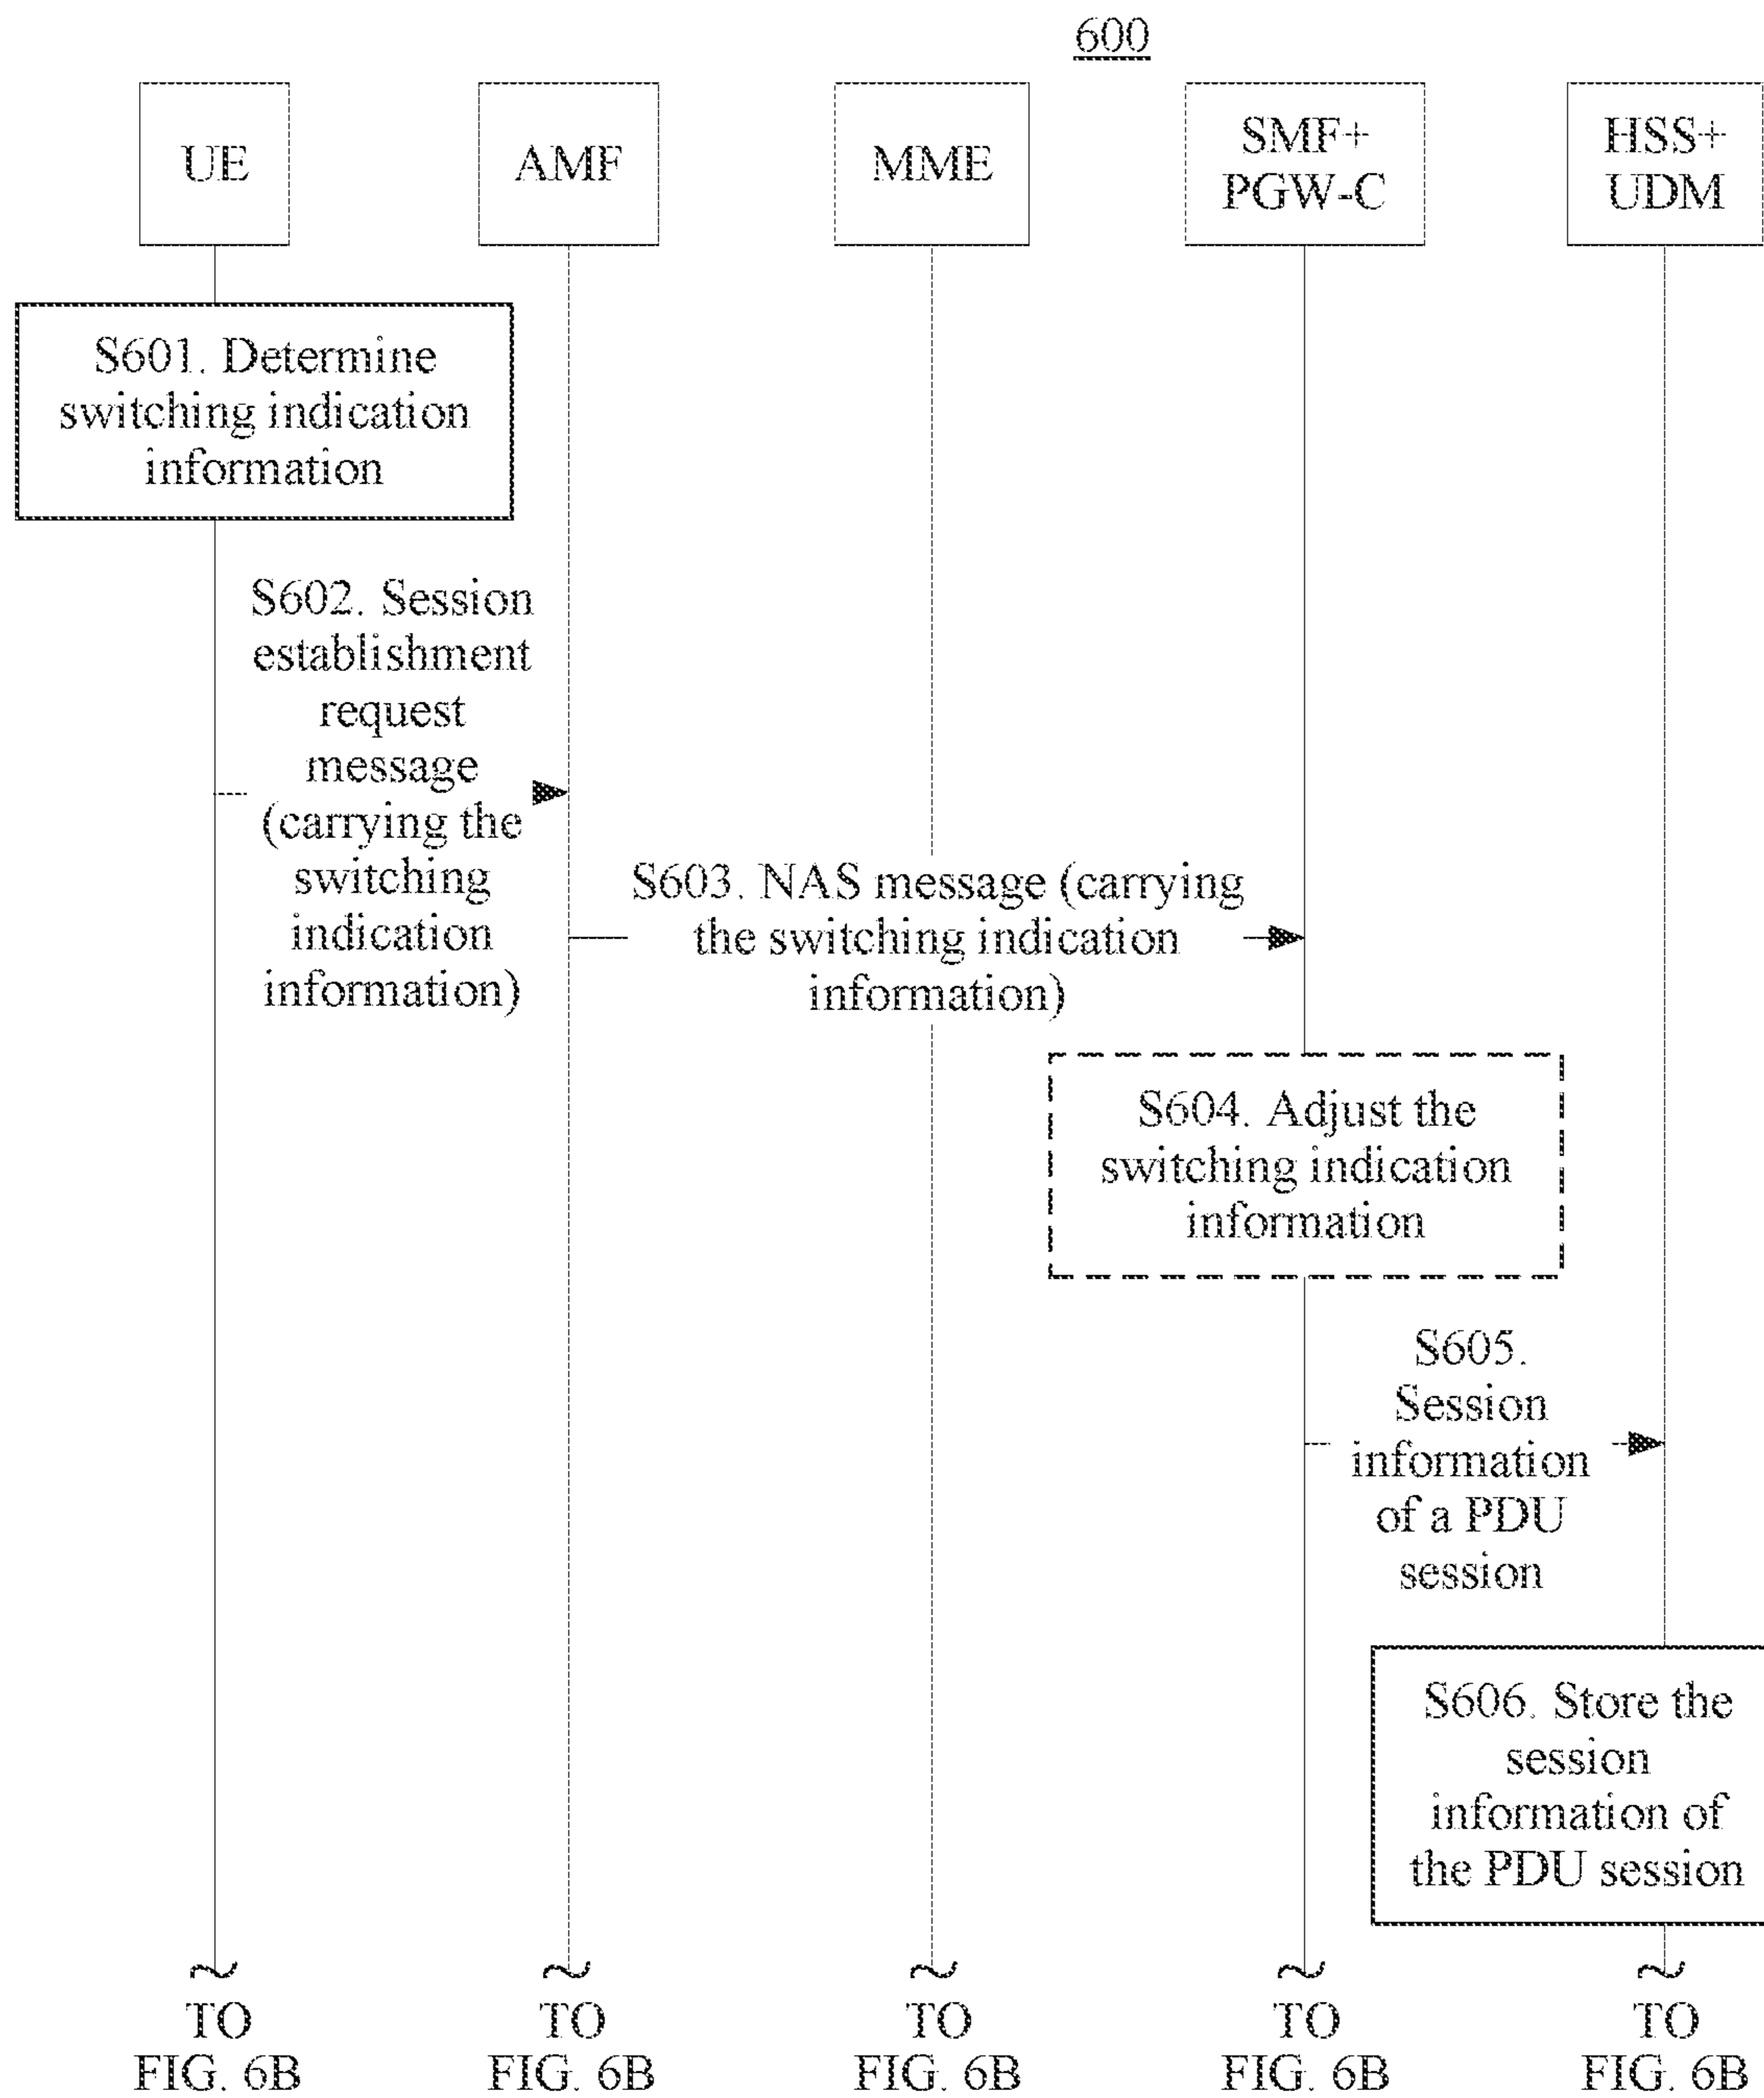 600
UE
AMF
MME
SMF+
PGW-C
HSS+
UDM
S601. Determine
switching indication
information
S602. Session
establishment
request
message
(carrying the
switching
indication
information)
S603. NAS message (carrying
the switching indication
information)
S604. Adjust the
switching indication
information
S605.
Session
information
of a PDU
session
S606. Store the
session
information of
the PDU session
TO
FIG. 6B
TO
FIG. 6B
TO
FIG. 6B
TO
FIG. 6B
TO
FIG. 6B